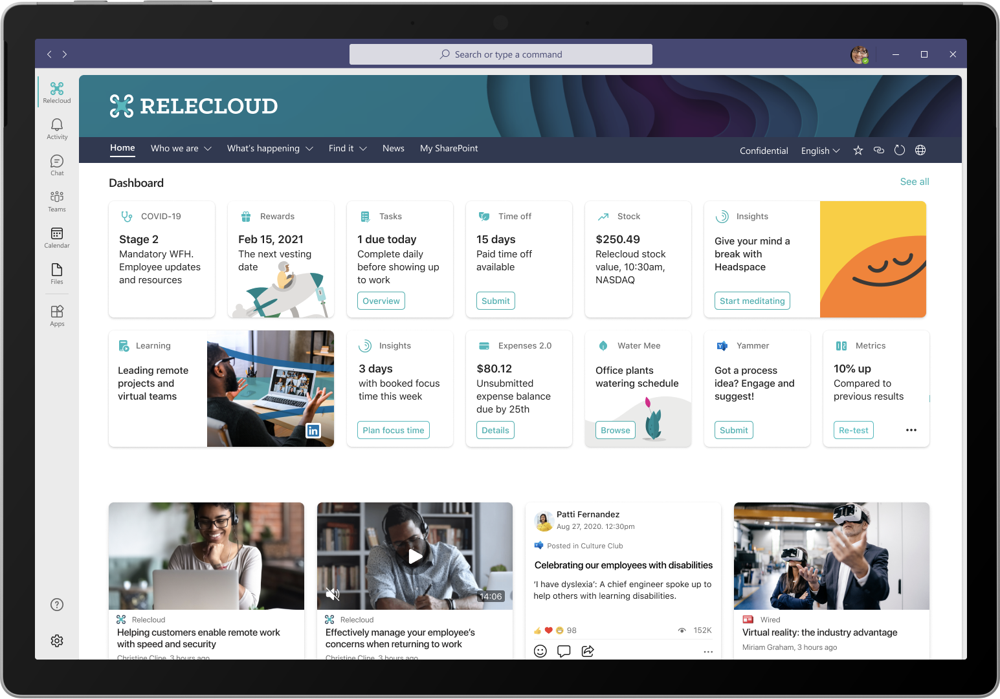 Search or type a command
Relecloud
Activity
Chat
Teams
Calendar
Files
Apps
RELECLOUD
Home
Who we are
What's happening
Find it
News
My SharePoint
Confidential
English
Dashboard
See all
COVID-19
Stage 2
Mandatory WFH.
Employee updates
and resources
Rewards
Feb 15, 2021
The next vesting
date
Tasks
1 due today
Complete daily
before showing up
to work
Overview
Time off
15 days
Paid time off
available
Submit
Stock
$250.49
Relecloud stock
value, 10:30am,
NASDAQ
Insights
Give your mind a
break with
Headspace
Start meditating
Learning
Leading remote
projects and
virtual teams
in
Insights
3 days
with booked focus
time this week
Plan focus time
Expenses 2.0
$80.12
Unsubmitted
expense balance
due by 25th
Details
Water Mee
Office plants
watering schedule
Browse
Yammer
Got a process
idea? Engage and
suggest!
Submit
Metrics
10% up
Compared to
previous results
Re-test
Relecloud
Helping customers enable remote work
with speed and security
Christine Cline, 3 hours ago
14:06
Relecloud
Effectively manage your employee's
concerns when returning to work
Christine Cline, 3 hours ago
Patti Fernandez
Aug 27, 2020. 12:30pm
Posted in Culture Club
Celebrating our employees with disabilities
‘I have dyslexia’: A chief engineer spoke up to
help others with learning disabilities.
98
152K
Wired
Virtual reality: the industry advantage
Miriam Graham, 3 hours ago